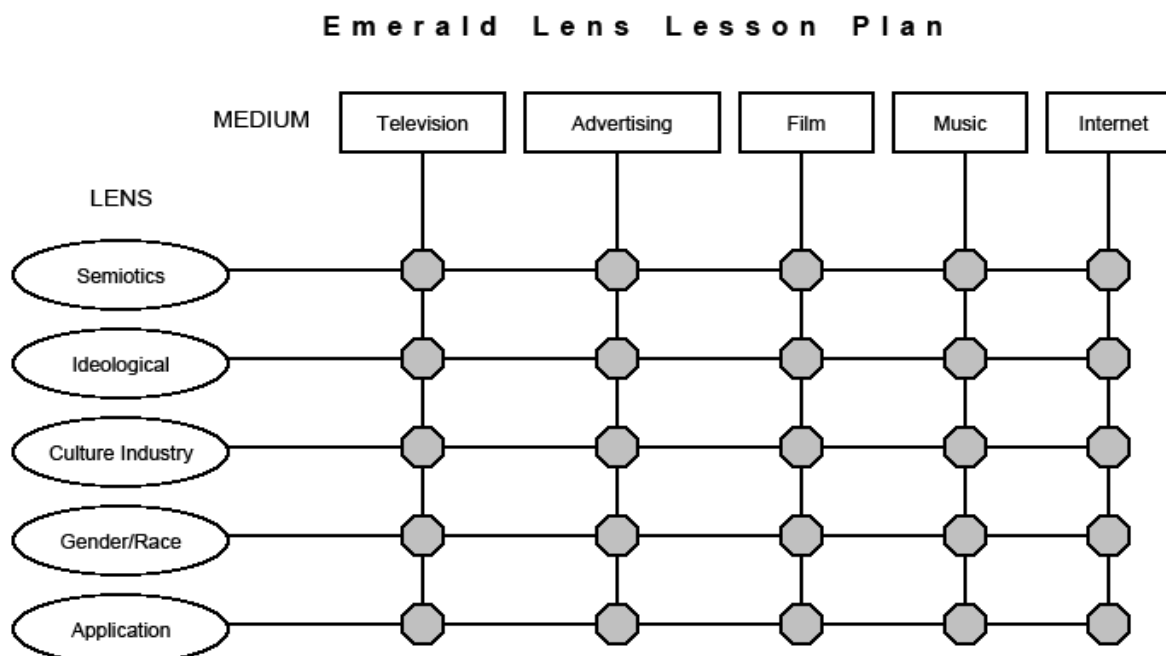 Emerald Lens Lesson Plan
MEDIUM
Television
Advertising
Film
Music
Internet
LENS
Semiotics
Ideological
Culture Industry
Gender/Race
Application